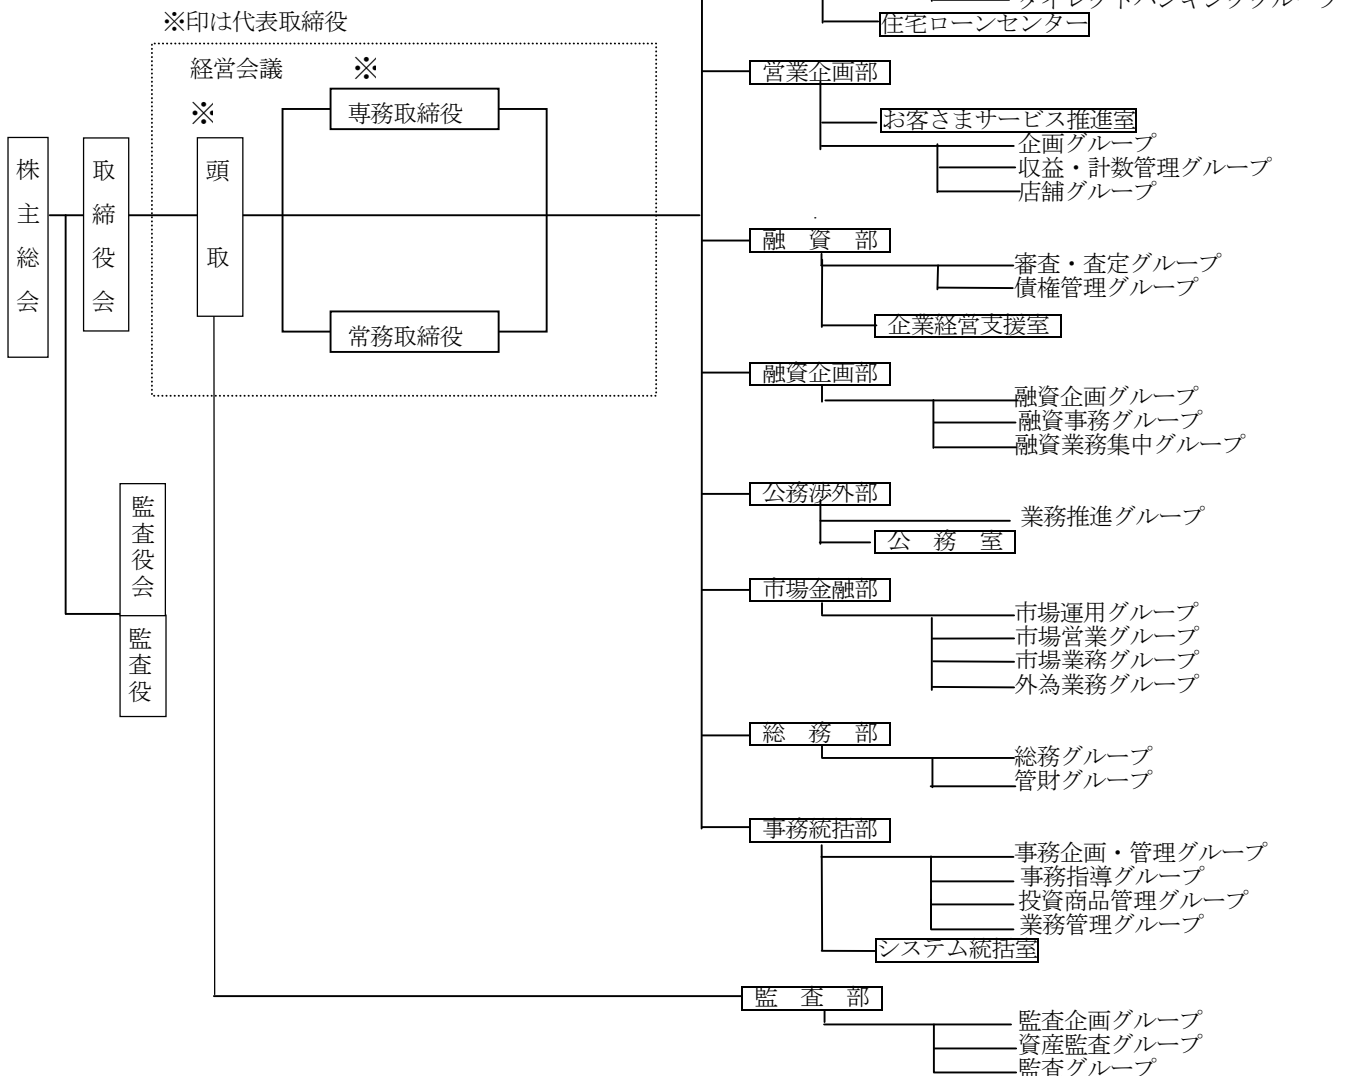 ダイレクトバンキンググループ
住宅ローンセンター
※印は代表取締役
経営会議 ※
※
専務取締役
常務取締役
株主総会
取締役会
頭取
監査役会
監査役
営業企画部
お客さまサービス推進室
企画グループ
収益・計数管理グループ
店舗グループ
融 資 部
審査・査定グループ
債権管理グループ
企業経営支援室
融資企画部
融資企画グループ
融資事務グループ
融資業務集中グループ
公務渉外部
業務推進グループ
公 務 室
市場金融部
市場運用グループ
市場営業グループ
市場業務グループ
外為業務グループ
総 務 部
総務グループ
管財グループ
事務統括部
事務企画・管理グループ
事務指導グループ
投資商品管理グループ
業務管理グループ
システム統括室
監 査 部
監査企画グループ
資産監査グループ
監査グループ